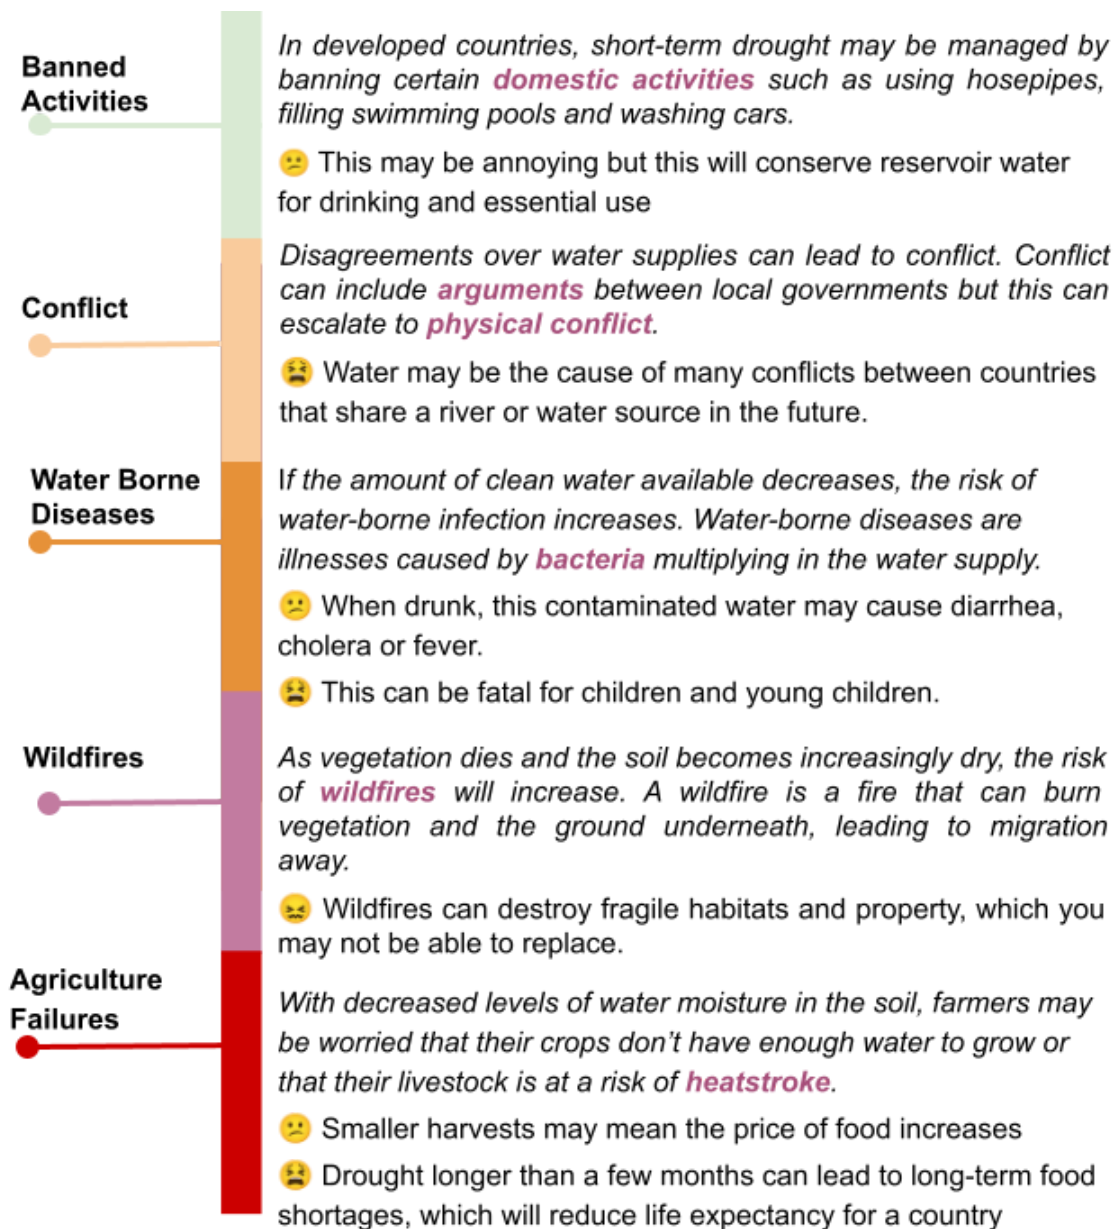 Banned
Activities
In developed countries, short-term drought may be managed by
banning certain domestic activities such as using hosepipes,
filling swimming pools and washing cars.
😕 This may be annoying but this will conserve reservoir water
for drinking and essential use
Conflict
Disagreements over water supplies can lead to conflict. Conflict
can include arguments between local governments but this can
escalate to physical conflict.
😫 Water may be the cause of many conflicts between countries
that share a river or water source in the future.
Water Borne
Diseases
If the amount of clean water available decreases, the risk of
water-borne infection increases. Water-borne diseases are
illnesses caused by bacteria multiplying in the water supply.
😕 When drunk, this contaminated water may cause diarrhea,
cholera or fever.
😫 This can be fatal for children and young children.
Wildfires
As vegetation dies and the soil becomes increasingly dry, the risk
of wildfires will increase. A wildfire is a fire that can burn
vegetation and the ground underneath, leading to migration
away.
😖 Wildfires can destroy fragile habitats and property, which you
may not be able to replace.
Agriculture
Failures
With decreased levels of water moisture in the soil, farmers may
be worried that their crops don't have enough water to grow or
that their livestock is at a risk of heatstroke.
😕 Smaller harvests may mean the price of food increases
😫 Drought longer than a few months can lead to long-term food
shortages, which will reduce life expectancy for a country